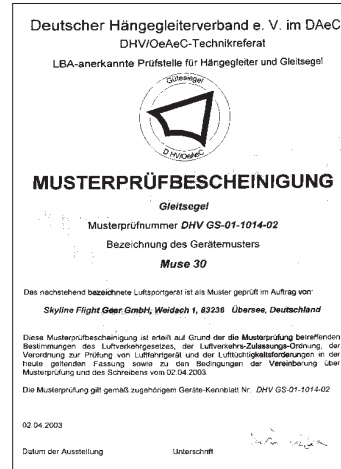 Deutscher Hängegleiterverband e. V. im DAeC
DHV/OeAeC-Technikreferat
LBA-anerkannte Prüfstelle für Hängegleiter und Gleitsegel
Gütesiegel
DHV/OeAeC
MUSTERPRÜFBESCHEINIGUNG
Gleitsegel
Musterprüfnummer DHV GS-01-1014-02
Bezeichnung des Gerätemusters
Muse 30
Das nachstehend bezeichnete Luftsportgerät ist als Muster geprüft im Auftrag von:
Skyline Flight Gear GmbH, Weidach 1, 83236 Übersee, Deutschland
Diese Musterprüfbescheinigung ist erteilt auf Grund der die Musterprüfung betreffenden
Bestimmungen des Luftverkehrsgesetzes, der Luftverkehrs-Zulassungs-Ordnung, der
Verordnung zur Prüfung von Luftfahrtgerät und der Lufttüchtigkeitsforderungen in der
heute geltenden Fassung sowie zu den Bedingungen der Vereinbarung über
Musterprüfung und des Schreibens vom 02.04.2003.
Die Musterprüfung gilt gemäß zugehörigem Geräte-Kennblatt Nr. DHV GS-01-1014-02
02.04.2003
Datum der Ausstellung
Unterschrift